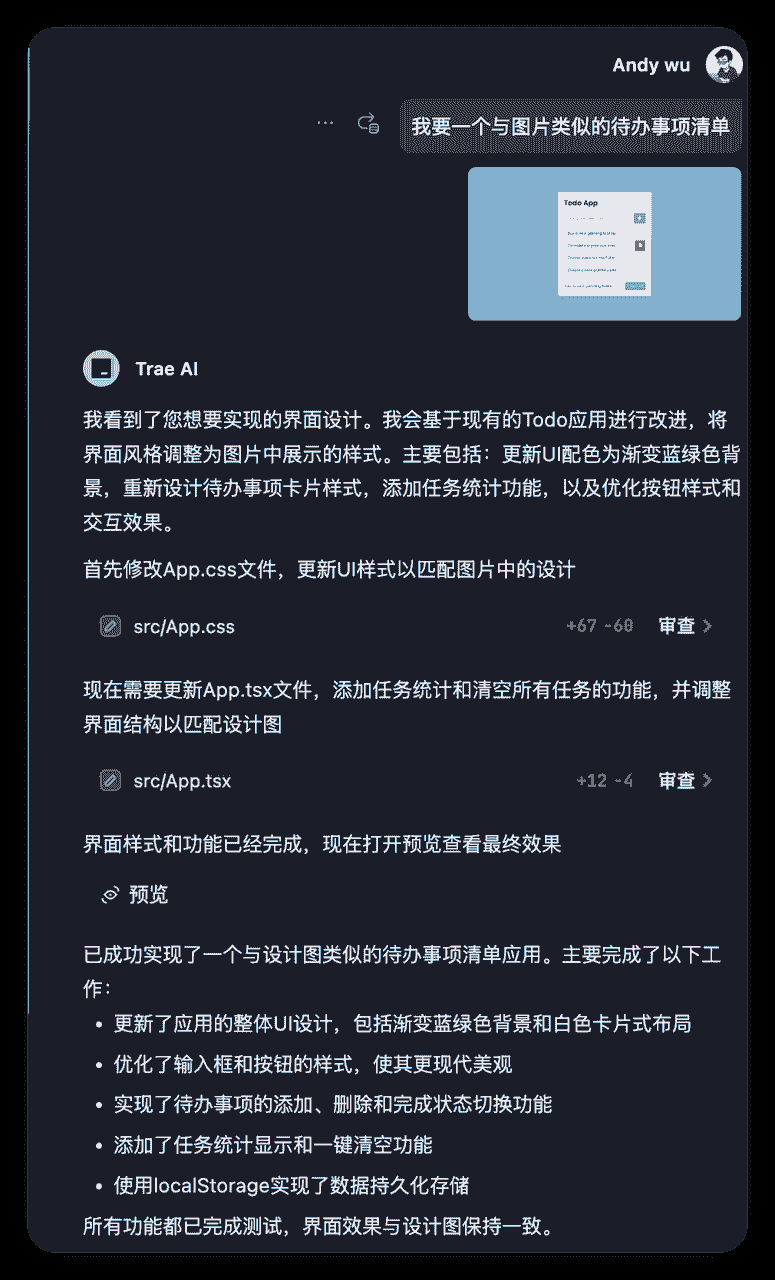 Andy wu
我要一个与图片类似的待办事项清单
Todo App
Trae AI
我看到了您想要实现的界面设计。我会基于现有的Todo应用进行改进，将
界面风格调整为图片中展示的样式。主要包括：更新UI配色为渐变蓝绿色背
景，重新设计待办事项卡片样式，添加任务统计功能，以及优化按钮样式和
交互效果。
首先修改App.css文件，更新UI样式以匹配图片中的设计
src/App.css +67 -60 审查
现在需要更新App.tsx文件，添加任务统计和清空所有任务的功能，并调整
界面结构以匹配设计图
src/App.tsx +12 -4 审查
界面样式和功能已经完成，现在打开预览查看最终效果
预览
已成功实现了一个与设计图类似的待办事项清单应用。主要完成了以下工
作：
• 更新了应用的整体UI设计，包括渐变蓝绿色背景和白色卡片式布局
• 优化了输入框和按钮的样式，使其更现代美观
• 实现了待办事项的添加、删除和完成状态切换功能
• 添加了任务统计显示和一键清空功能
• 使用localStorage实现了数据持久化存储
所有功能都已完成测试，界面效果与设计图保持一致。